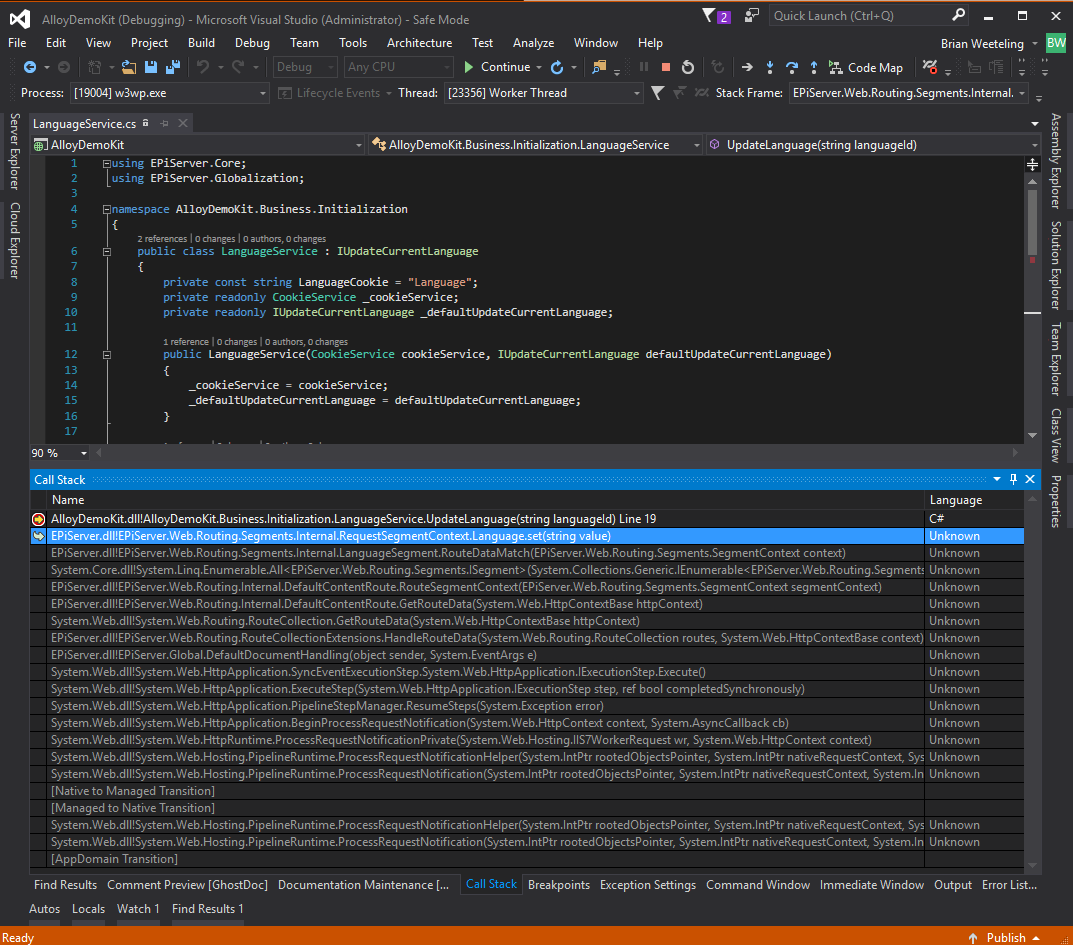 AlloyDemoKit (Debugging) - Microsoft Visual Studio (Administrator) - Safe Mode
2
Quick Launch (Ctrl+Q)
File Edit View Project Build Debug Team Tools Architecture Test Analyze Window Help
Brian Weeteling BW
Debug Any CPU Continue Code Map
Process: [19004] w3wp.exe Lifecycle Events Thread: [23356] Worker Thread Stack Frame: EPiServer.Web.Routing.Segments.Internal.
Server Explorer
Cloud Explorer
LanguageService.cs
AlloyDemoKit AlloyDemoKit.Business.Initialization.LanguageService UpdateLanguage(string languageId)
1 using EPiServer.Core;
2 using EPiServer.Globalization;
3
4 namespace AlloyDemoKit.Business.Initialization
5 {
2 references | 0 changes | 0 authors, 0 changes
6 public class LanguageService : IUpdateCurrentLanguage
7 {
8 private const string LanguageCookie = "Language";
9 private readonly CookieService _cookieService;
10 private readonly IUpdateCurrentLanguage _defaultUpdateCurrentLanguage;
11
1 reference | 0 changes | 0 authors, 0 changes
12 public LanguageService(CookieService cookieService, IUpdateCurrentLanguage defaultUpdateCurrentLanguage)
13 {
14 _cookieService = cookieService;
15 _defaultUpdateCurrentLanguage = defaultUpdateCurrentLanguage;
16 }
17
90 %
Assembly Explorer
Solution Explorer
Team Explorer
Class View
Properties
Call Stack
Name Language
AlloyDemoKit.dll!AlloyDemoKit.Business.Initialization.LanguageService.UpdateLanguage(string languageId) Line 19 C#
EPiServer.dll!EPiServer.Web.Routing.Segments.Internal.RequestSegmentContext.Language.set(string value) Unknown
EPiServer.dll!EPiServer.Web.Routing.Segments.Internal.LanguageSegment.RouteDataMatch(EPiServer.Web.Routing.Segments.SegmentContext context) Unknown
System.Core.dll!System.Linq.Enumerable.All<EPiServer.Web.Routing.Segments.ISegment>(System.Collections.Generic.IEnumerable<EPiServer.Web.Routing.Segments Unknown
EPiServer.dll!EPiServer.Web.Routing.Internal.DefaultContentRoute.RouteSegmentContext(EPiServer.Web.Routing.Segments.SegmentContext segmentContext) Unknown
EPiServer.dll!EPiServer.Web.Routing.Internal.DefaultContentRoute.GetRouteData(System.Web.HttpContextBase httpContext) Unknown
System.Web.dll!System.Web.Routing.RouteCollection.GetRouteData(System.Web.HttpContextBase httpContext) Unknown
EPiServer.dll!EPiServer.Web.Routing.RouteCollectionExtensions.HandleRouteData(System.Web.Routing.RouteCollection routes, System.Web.HttpContextBase context) Unknown
EPiServer.dll!EPiServer.Global.DefaultDocumentHandling(object sender, System.EventArgs e) Unknown
System.Web.dll!System.Web.HttpApplication.SyncEventExecutionStep.System.Web.HttpApplication.IExecutionStep.Execute() Unknown
System.Web.dll!System.Web.HttpApplication.ExecuteStep(System.Web.HttpApplication.IExecutionStep step, ref bool completedSynchronously) Unknown
System.Web.dll!System.Web.HttpApplication.PipelineStepManager.ResumeSteps(System.Exception error) Unknown
System.Web.dll!System.Web.HttpApplication.BeginProcessRequestNotification(System.Web.HttpContext context, System.AsyncCallback cb) Unknown
System.Web.dll!System.Web.HttpRuntime.ProcessRequestNotificationPrivate(System.Web.Hosting.IIS7WorkerRequest wr, System.Web.HttpContext context) Unknown
System.Web.dll!System.Web.Hosting.PipelineRuntime.ProcessRequestNotificationHelper(System.IntPtr rootedObjectsPointer, System.IntPtr nativeRequestContext, Sys Unknown
System.Web.dll!System.Web.Hosting.PipelineRuntime.ProcessRequestNotification(System.IntPtr rootedObjectsPointer, System.IntPtr nativeRequestContext, System.In Unknown
[Native to Managed Transition]
[Managed to Native Transition]
System.Web.dll!System.Web.Hosting.PipelineRuntime.ProcessRequestNotificationHelper(System.IntPtr rootedObjectsPointer, System.IntPtr nativeRequestContext, Sys Unknown
System.Web.dll!System.Web.Hosting.PipelineRuntime.ProcessRequestNotification(System.IntPtr rootedObjectsPointer, System.IntPtr nativeRequestContext, System.In Unknown
[AppDomain Transition]
Find Results Comment Preview [GhostDoc] Documentation Maintenance [... Call Stack Breakpoints Exception Settings Command Window Immediate Window Output Error List...
Autos Locals Watch 1 Find Results 1
Ready Publish